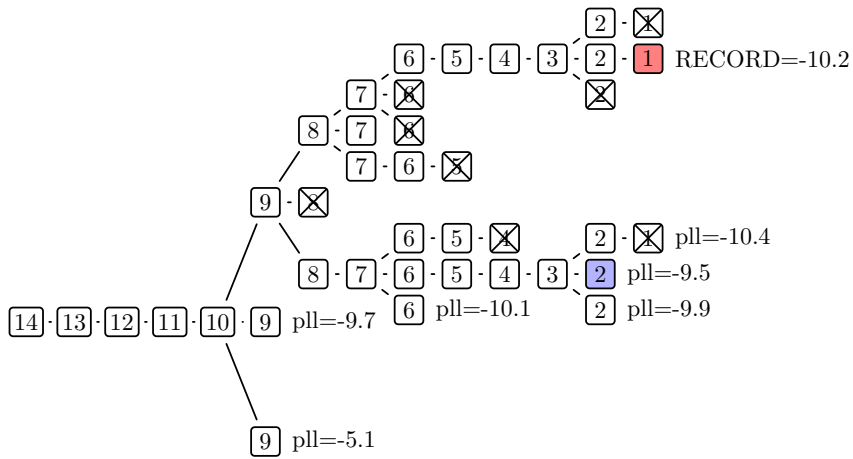 2 1
6 5 4 3 2 1 RECORD=-10.2
7 6 2
8 7 6
7 6 5
9 8
6 5 4 2 1 pll=-10.4
8 7 6 5 4 3 2 pll=-9.5
6 pll=-10.1 2 pll=-9.9
14 13 12 11 10 9 pll=-9.7
9 pll=-5.1